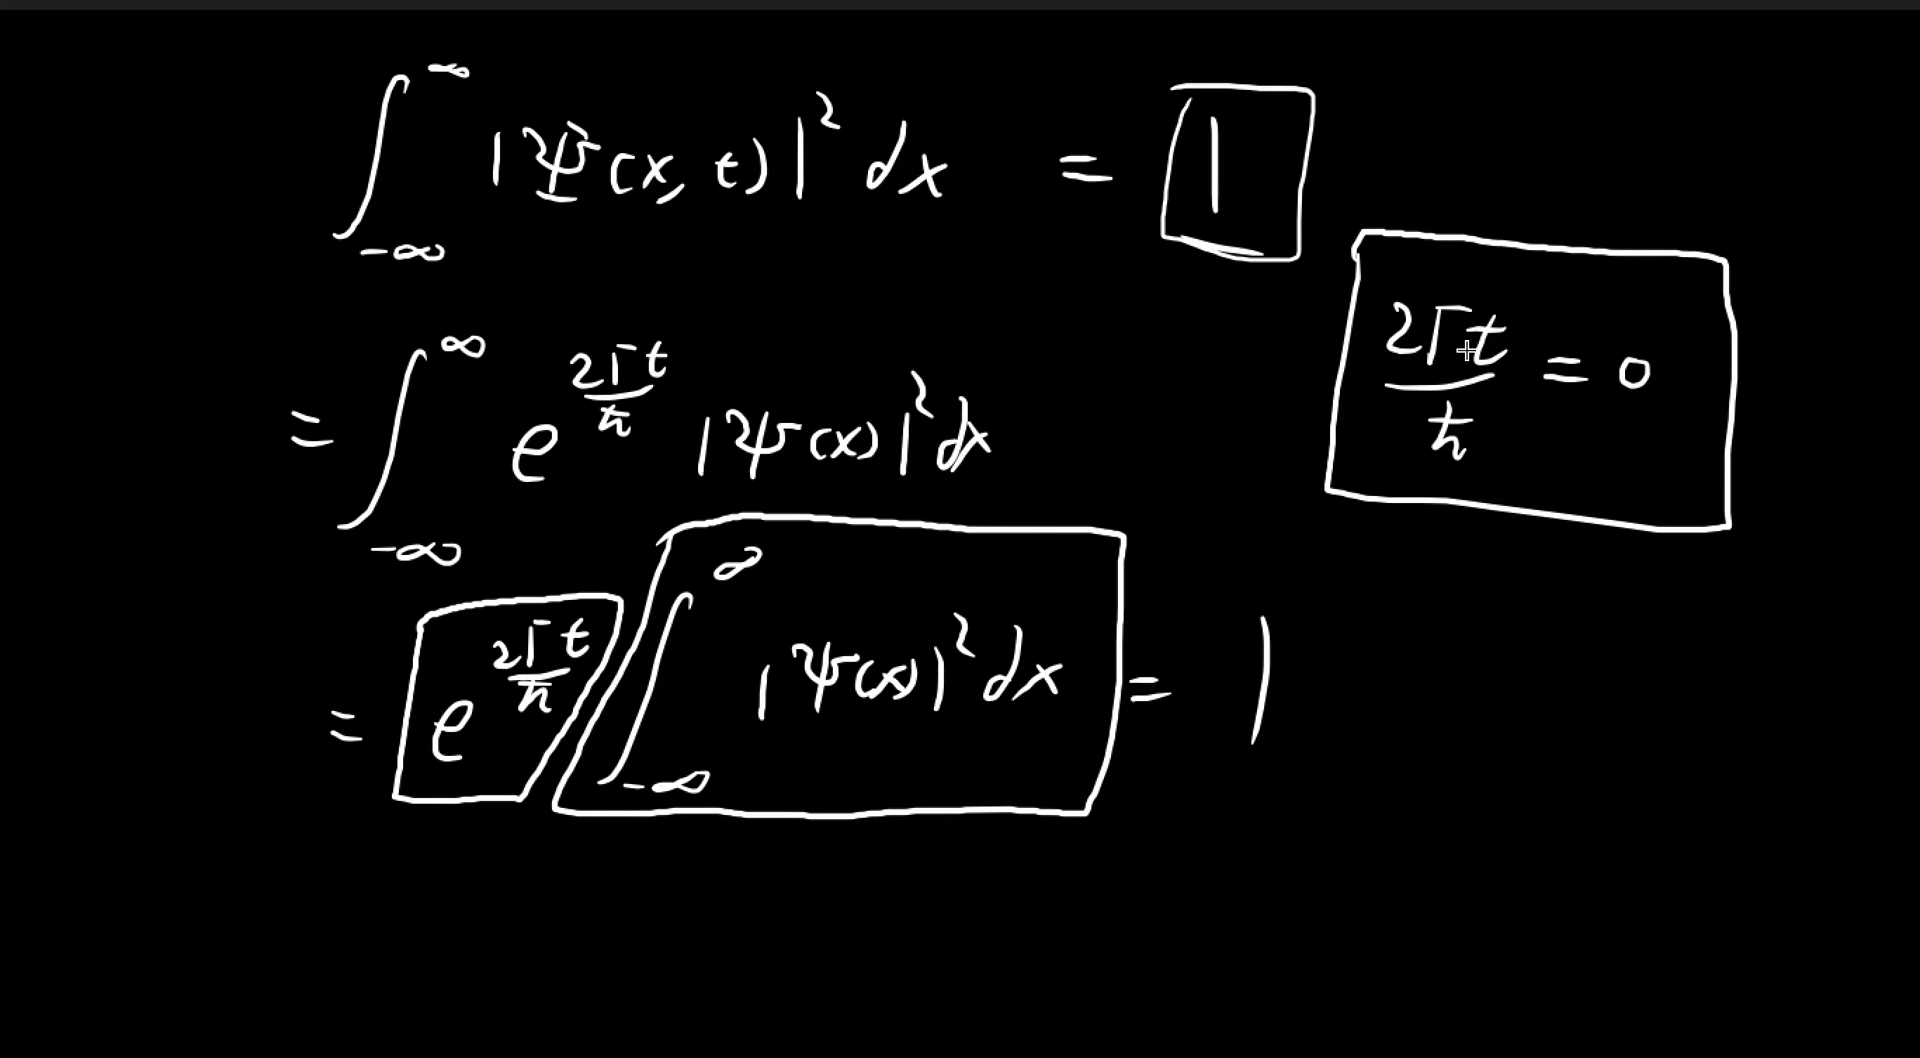 ∫_{-∞}^{∞} |Ψ(x, t)|² dx = 1
= ∫_{-∞}^{∞} e^{2Γt/ħ} |ψ(x)|² dx
2Γt/ħ = 0
= e^{2Γt/ħ} ∫_{-∞}^{∞} |ψ(x)|² dx = 1